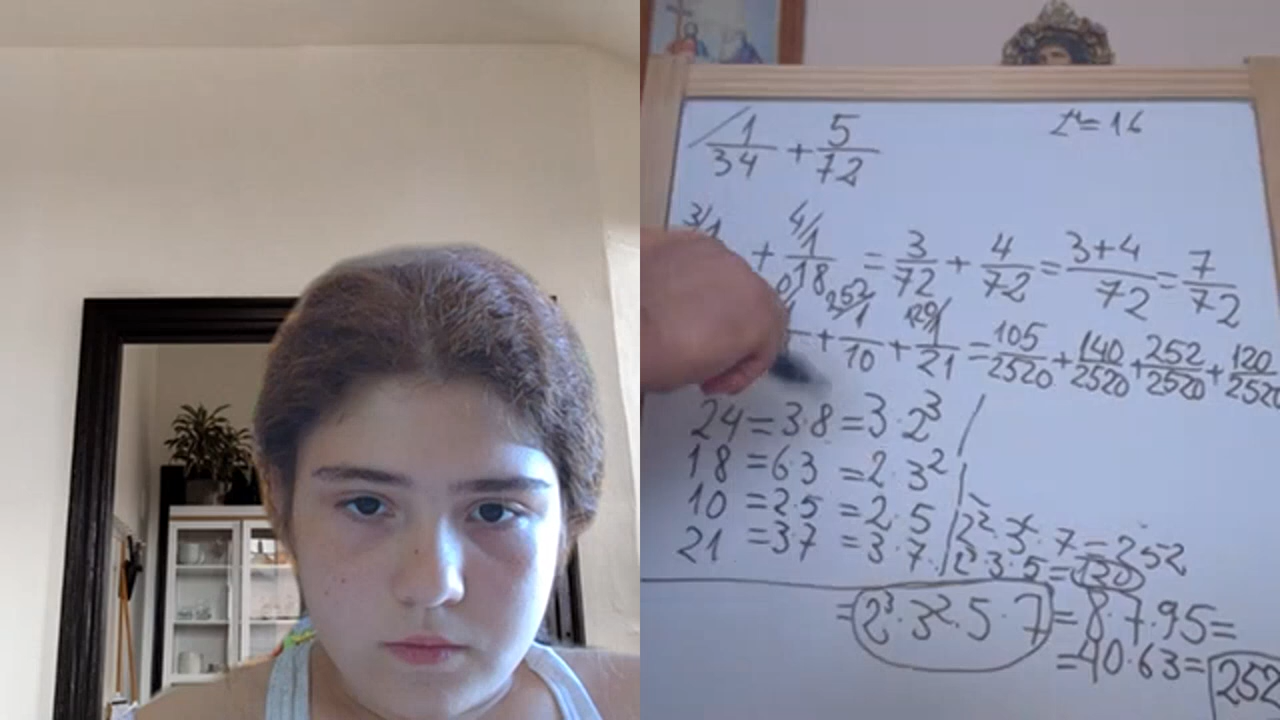 1/34 + 5/72
2⁴ = 16
3/1 + 4/1/18 = 3/72 + 4/72 = 3+4/72 = 7/72
252/1/10 + 120/1/21 = 105/2520 + 140/2520 + 252/2520 + 120/2520
24 = 3·8 = 3·2³
18 = 6·3 = 2·3²
10 = 2·5 = 2·5
21 = 3·7 = 3·7
2²·3²·7 = 252
2²·3·5 =
= 2³·3²·5·7 = 8·7·95 =
= 40·63 = 252